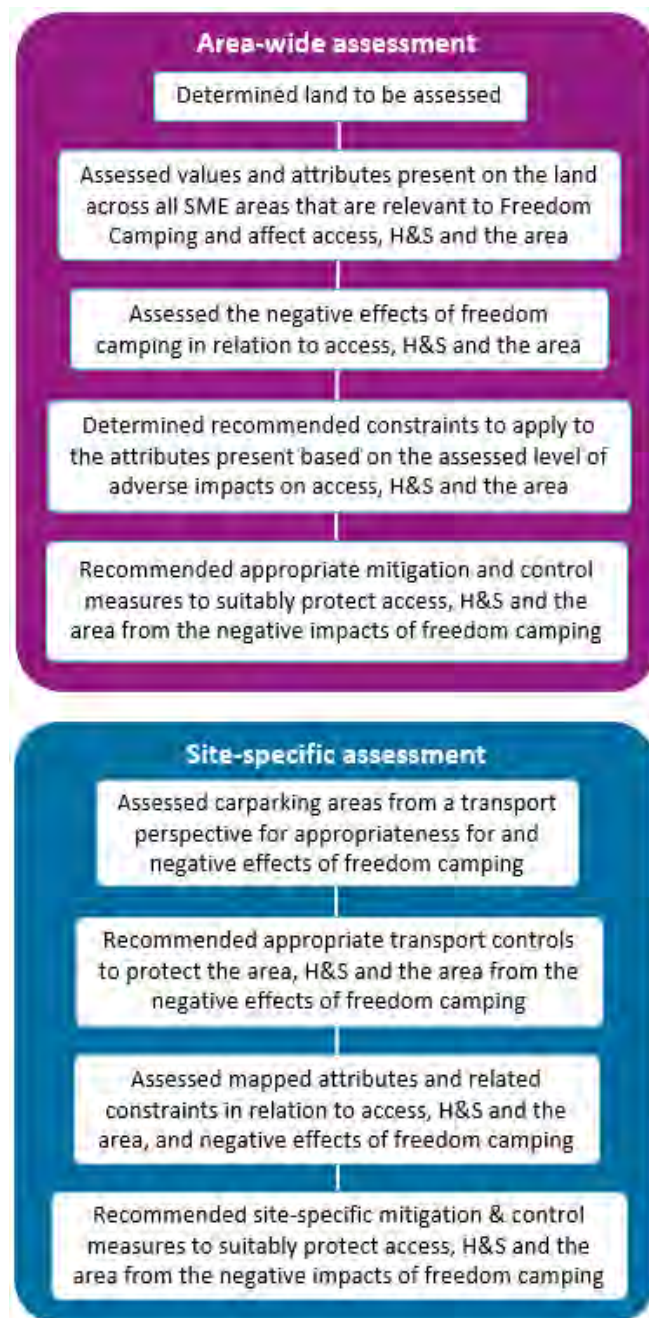 Area-wide assessment
Determined land to be assessed
Assessed values and attributes present on the land
across all SME areas that are relevant to Freedom
Camping and affect access, H&S and the area
Assessed the negative effects of freedom
camping in relation to access, H&S and the area
Determined recommended constraints to apply to
the attributes present based on the assessed level of
adverse impacts on access, H&S and the area
Recommended appropriate mitigation and control
measures to suitably protect access, H&S and the
area from the negative impacts of freedom camping
Site-specific assessment
Assessed carparking areas from a transport
perspective for appropriateness for and
negative effects of freedom camping
Recommended appropriate transport controls
to protect the area, H&S and the area from the
negative effects of freedom camping
Assessed mapped attributes and related
constraints in relation to access, H&S and the
area, and negative effects of freedom camping
Recommended site-specific mitigation & control
measures to suitably protect access, H&S and the
area from the negative impacts of freedom camping